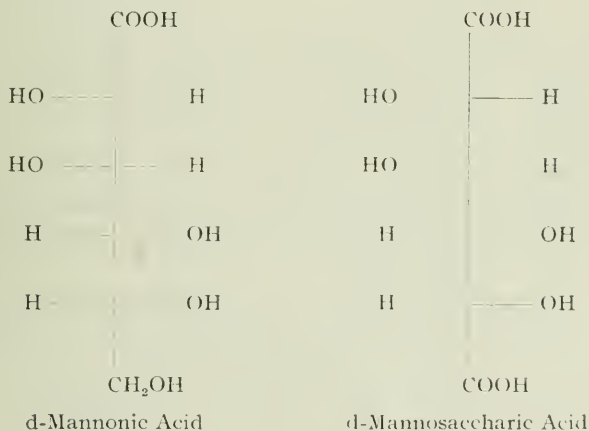 COOH COOH
HO H HO H
HO H HO H
H OH H OH
H OH H OH
CH₂OH COOH
d-Mannonic Acid d-Mannosaccharic Acid